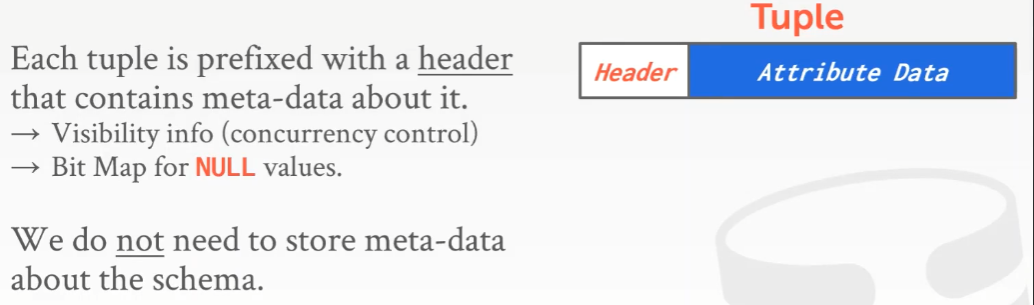 Tuple
Each tuple is prefixed with a header
that contains meta-data about it.
→ Visibility info (concurrency control)
→ Bit Map for NULL values.
We do not need to store meta-data
about the schema.
Header
Attribute Data